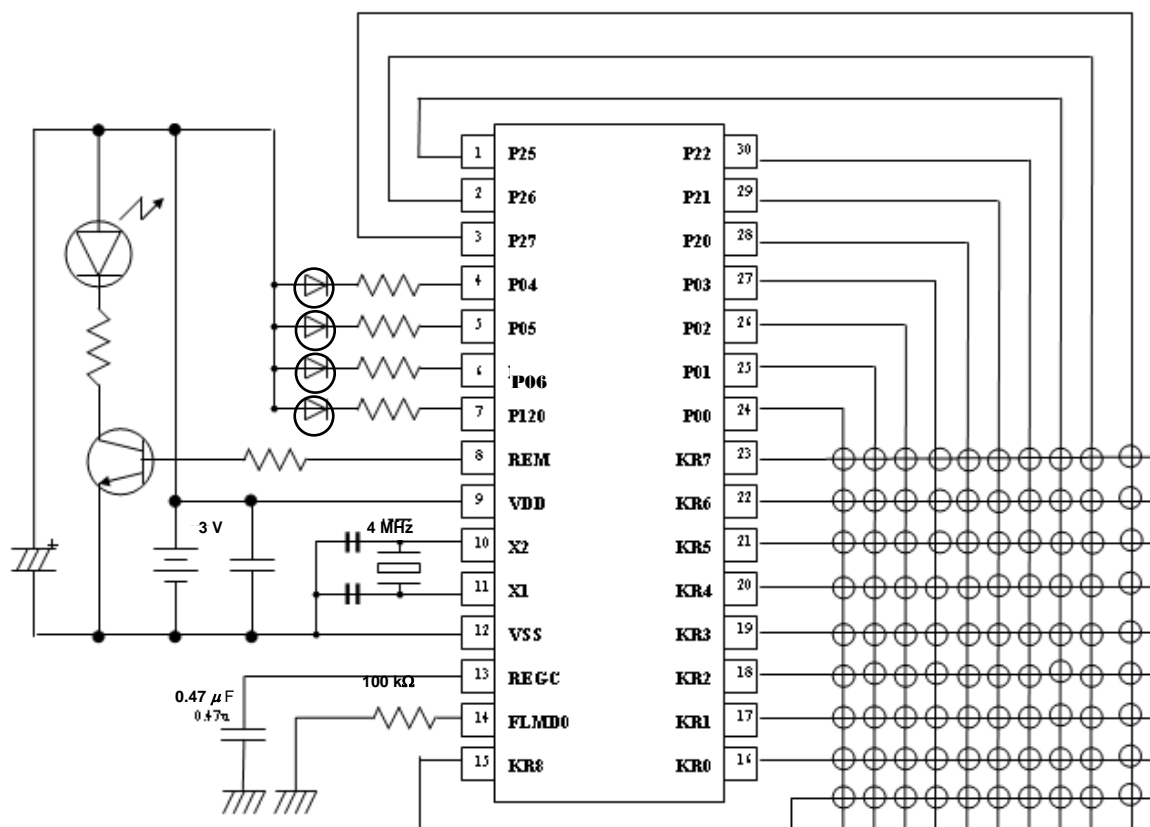 1 P25 P22 30
2 P26 P21 29
3 P27 P20 28
4 P04 P03 27
5 P05 P02 26
6 P06 P01 25
7 P120 P00 24
8 REM KR7 23
9 VDD KR6 22
3 V
4 MHz
10 X2 KR5 21
11 X1 KR4 20
12 VSS KR3 19
13 REGC KR2 18
100 kΩ
0.47 μF
0.47u
14 FLMD0 KR1 17
15 KR8 KR0 16